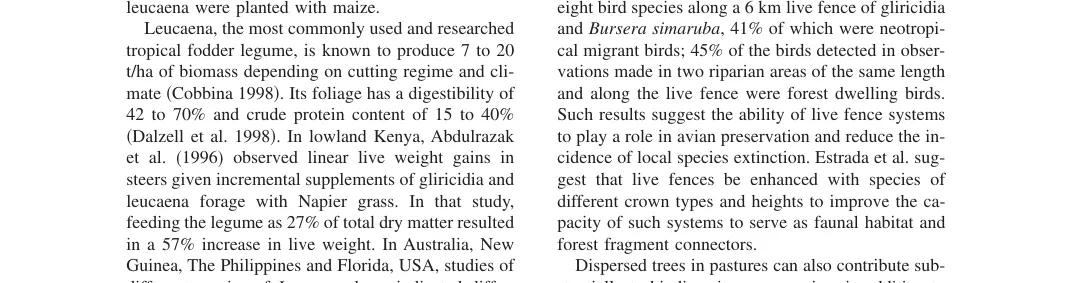 leucaena were planted with maize.
Leucaena, the most commonly used and researched
tropical fodder legume, is known to produce 7 to 20
t/ha of biomass depending on cutting regime and cli-
mate (Cobbina 1998). Its foliage has a digestibility of
42 to 70% and crude protein content of 15 to 40%
(Dalzell et al. 1998). In lowland Kenya, Abdulrazak
et al. (1996) observed linear live weight gains in
steers given incremental supplements of gliricidia and
leucaena forage with Napier grass. In that study,
feeding the legume as 27% of total dry matter resulted
in a 57% increase in live weight. In Australia, New
Guinea, The Philippines and Florida, USA, studies of
eight bird species along a 6 km live fence of gliricidia
and Bursera simaruba, 41% of which were neotropi-
cal migrant birds; 45% of the birds detected in obser-
vations made in two riparian areas of the same length
and along the live fence were forest dwelling birds.
Such results suggest the ability of live fence systems
to play a role in avian preservation and reduce the in-
cidence of local species extinction. Estrada et al. sug-
gest that live fences be enhanced with species of
different crown types and heights to improve the ca-
pacity of such systems to serve as faunal habitat and
forest fragment connectors.
Dispersed trees in pastures can also contribute sub-